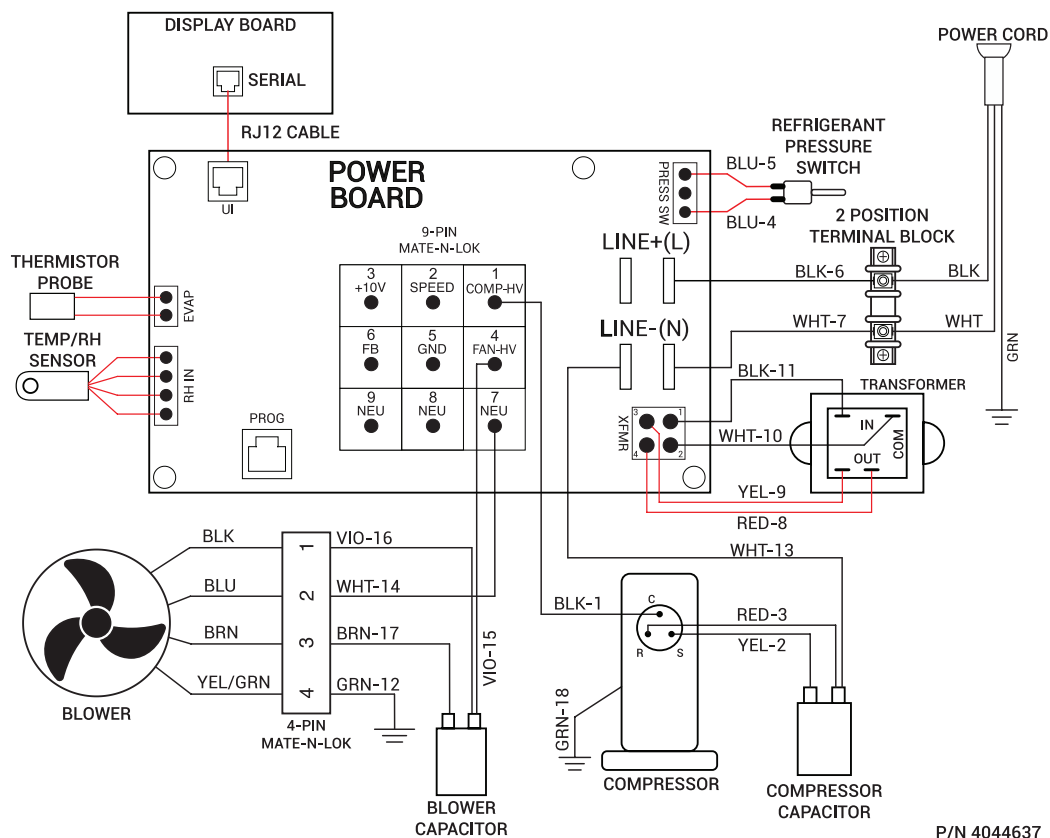 DISPLAY BOARD
SERIAL
RJ12 CABLE
POWER CORD
REFRIGERANT
PRESSURE
SWITCH
BLU-5
BLU-4
PRESS SW
POWER
BOARD
UI
2 POSITION
TERMINAL BLOCK
LINE+(L)
BLK-6
BLK
LINE-(N)
WHT-7
WHT
GRN
9-PIN
MATE-N-LOK
3
+10V
2
SPEED
1
COMP-HV
6
FB
5
GND
4
FAN-HV
9
NEU
8
NEU
7
NEU
THERMISTOR
PROBE
EVAP
TEMP/RH
SENSOR
RH IN
PROG
BLK-11
TRANSFORMER
XFMR
3
1
4
2
WHT-10
IN
COM
OUT
YEL-9
RED-8
WHT-13
BLK
1
VIO-16
BLU
2
WHT-14
BRN
3
BRN-17
YEL/GRN
4
GRN-12
BLOWER
4-PIN
MATE-N-LOK
VIO-15
BLOWER
CAPACITOR
BLK-1
C
R
S
RED-3
YEL-2
GRN-18
COMPRESSOR
COMPRESSOR
CAPACITOR
P/N 4044637